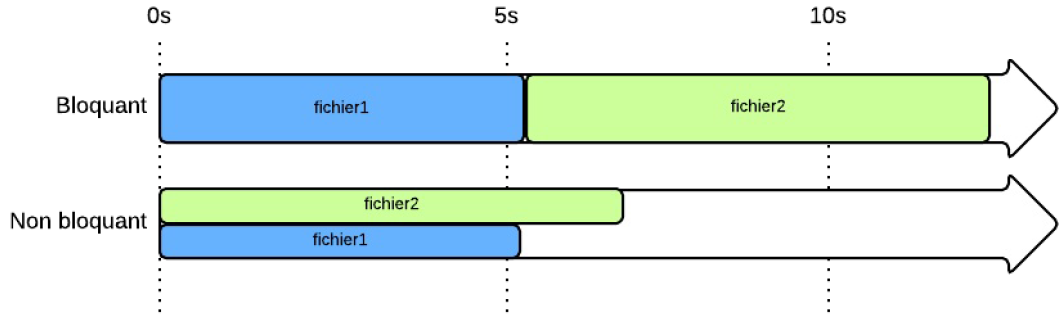 0s 5s 10s
Bloquant fichier1 fichier2
fichier2
Non bloquant
fichier1